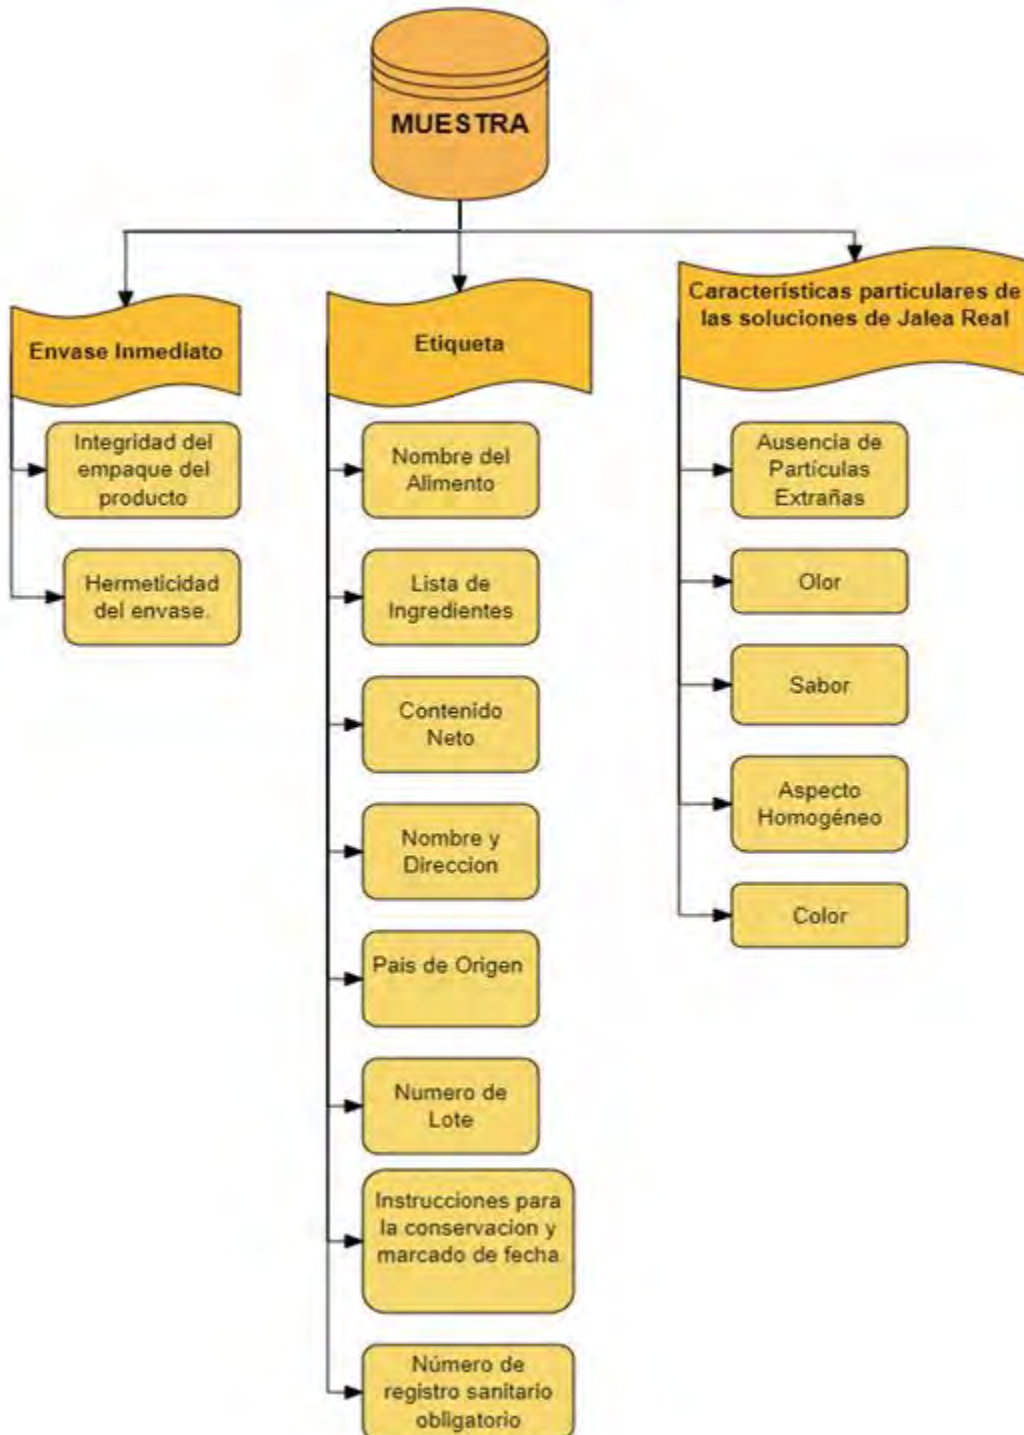 MUESTRA
Envase Inmediato
Integridad del
empaque del
producto
Hermeticidad
del envase.
Etiqueta
Nombre del
Alimento
Lista de
Ingredientes
Contenido
Neto
Nombre y
Direccion
Pais de Origen
Numero de
Lote
Instrucciones para
la conservacion y
marcado de fecha
Número de
registro sanitario
obligatorio
Características particulares de
las soluciones de Jalea Real
Ausencia de
Partículas
Extrañas
Olor
Sabor
Aspecto
Homogéneo
Color